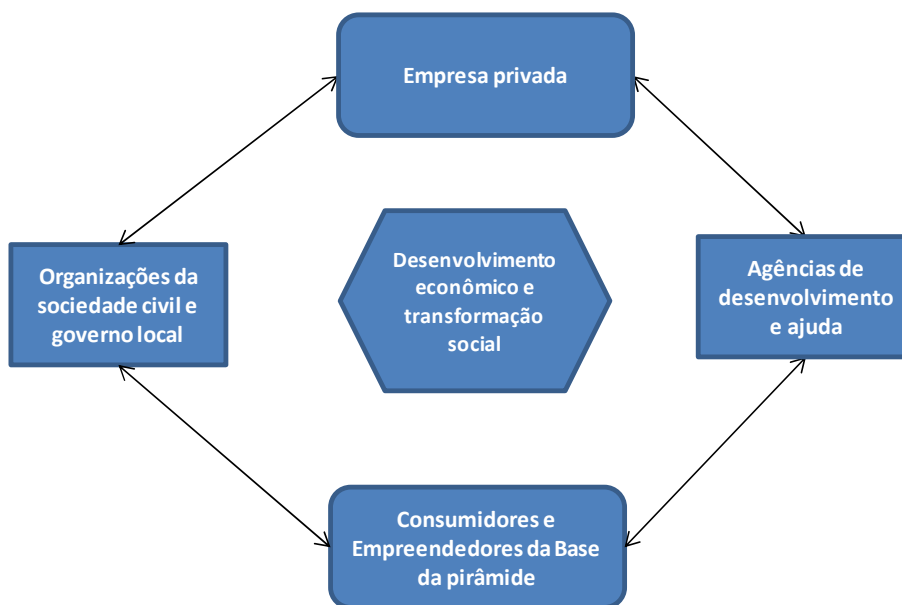 Empresa privada
Organizações da
sociedade civil e
governo local
Desenvolvimento
econômico e
transformação
social
Agências de
desenvolvimento
e ajuda
Consumidores e
Empreendedores da Base
da pirâmide